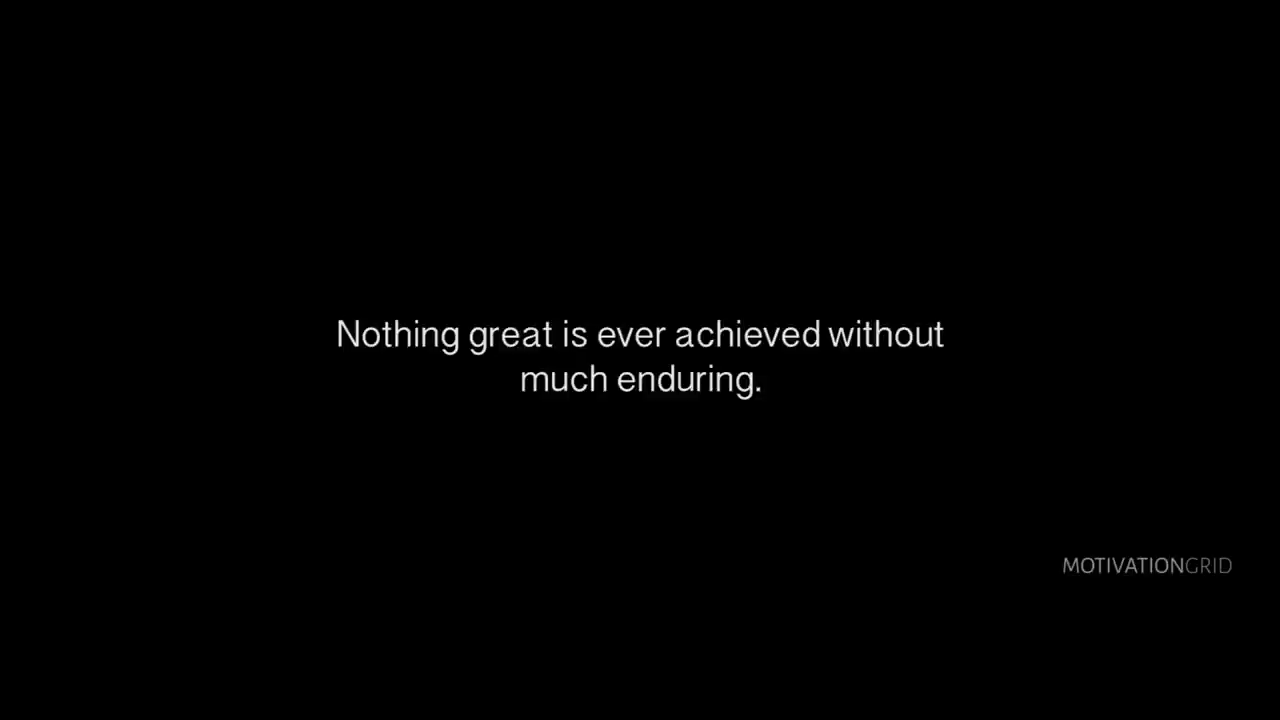 Nothing great is ever achieved without
much enduring.
MOTIVATIONGRID